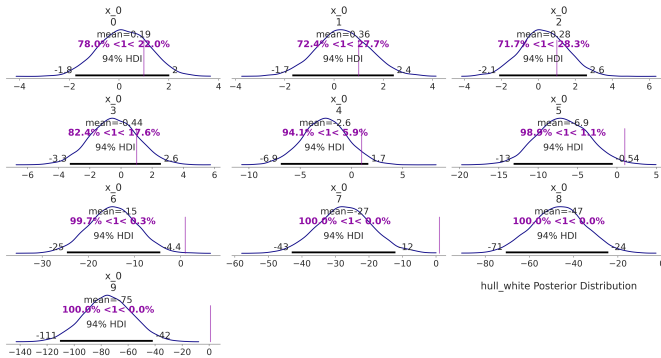 x_0
0
mean=0.19
78.0% <1< 22.0%
94% HDI
-1.8
2
−4
−2
0
2
4
x_0
1
mean=0.36
72.4% <1< 27.7%
94% HDI
-1.7
2.4
−4
−2
0
2
4
x_0
2
mean=0.28
71.7% <1< 28.3%
94% HDI
-2.1
2.6
−4
−2
0
2
4
x_0
3
mean=-0.44
82.4% <1< 17.6%
94% HDI
-3.3
2.6
−6
−4
−2
0
2
4
6
x_0
4
mean=-2.6
94.1% <1< 5.9%
94% HDI
-6.9
1.7
−10
−5
0
5
x_0
5
mean=-6.9
98.9% <1< 1.1%
94% HDI
-13
-0.54
−20
−15
−10
−5
0
5
x_0
6
mean=-15
99.7% <1< 0.3%
94% HDI
-25
-4.4
−30
−20
−10
0
x_0
7
mean=-27
100.0% <1< 0.0%
94% HDI
-43
-12
−60
−50
−40
−30
−20
−10
0
x_0
8
mean=-47
100.0% <1< 0.0%
94% HDI
-71
-24
−80
−60
−40
−20
0
x_0
9
mean=-75
100.0% <1< 0.0%
94% HDI
-111
-42
−140
−120
−100
−80
−60
−40
−20
0
hull_white Posterior Distribution